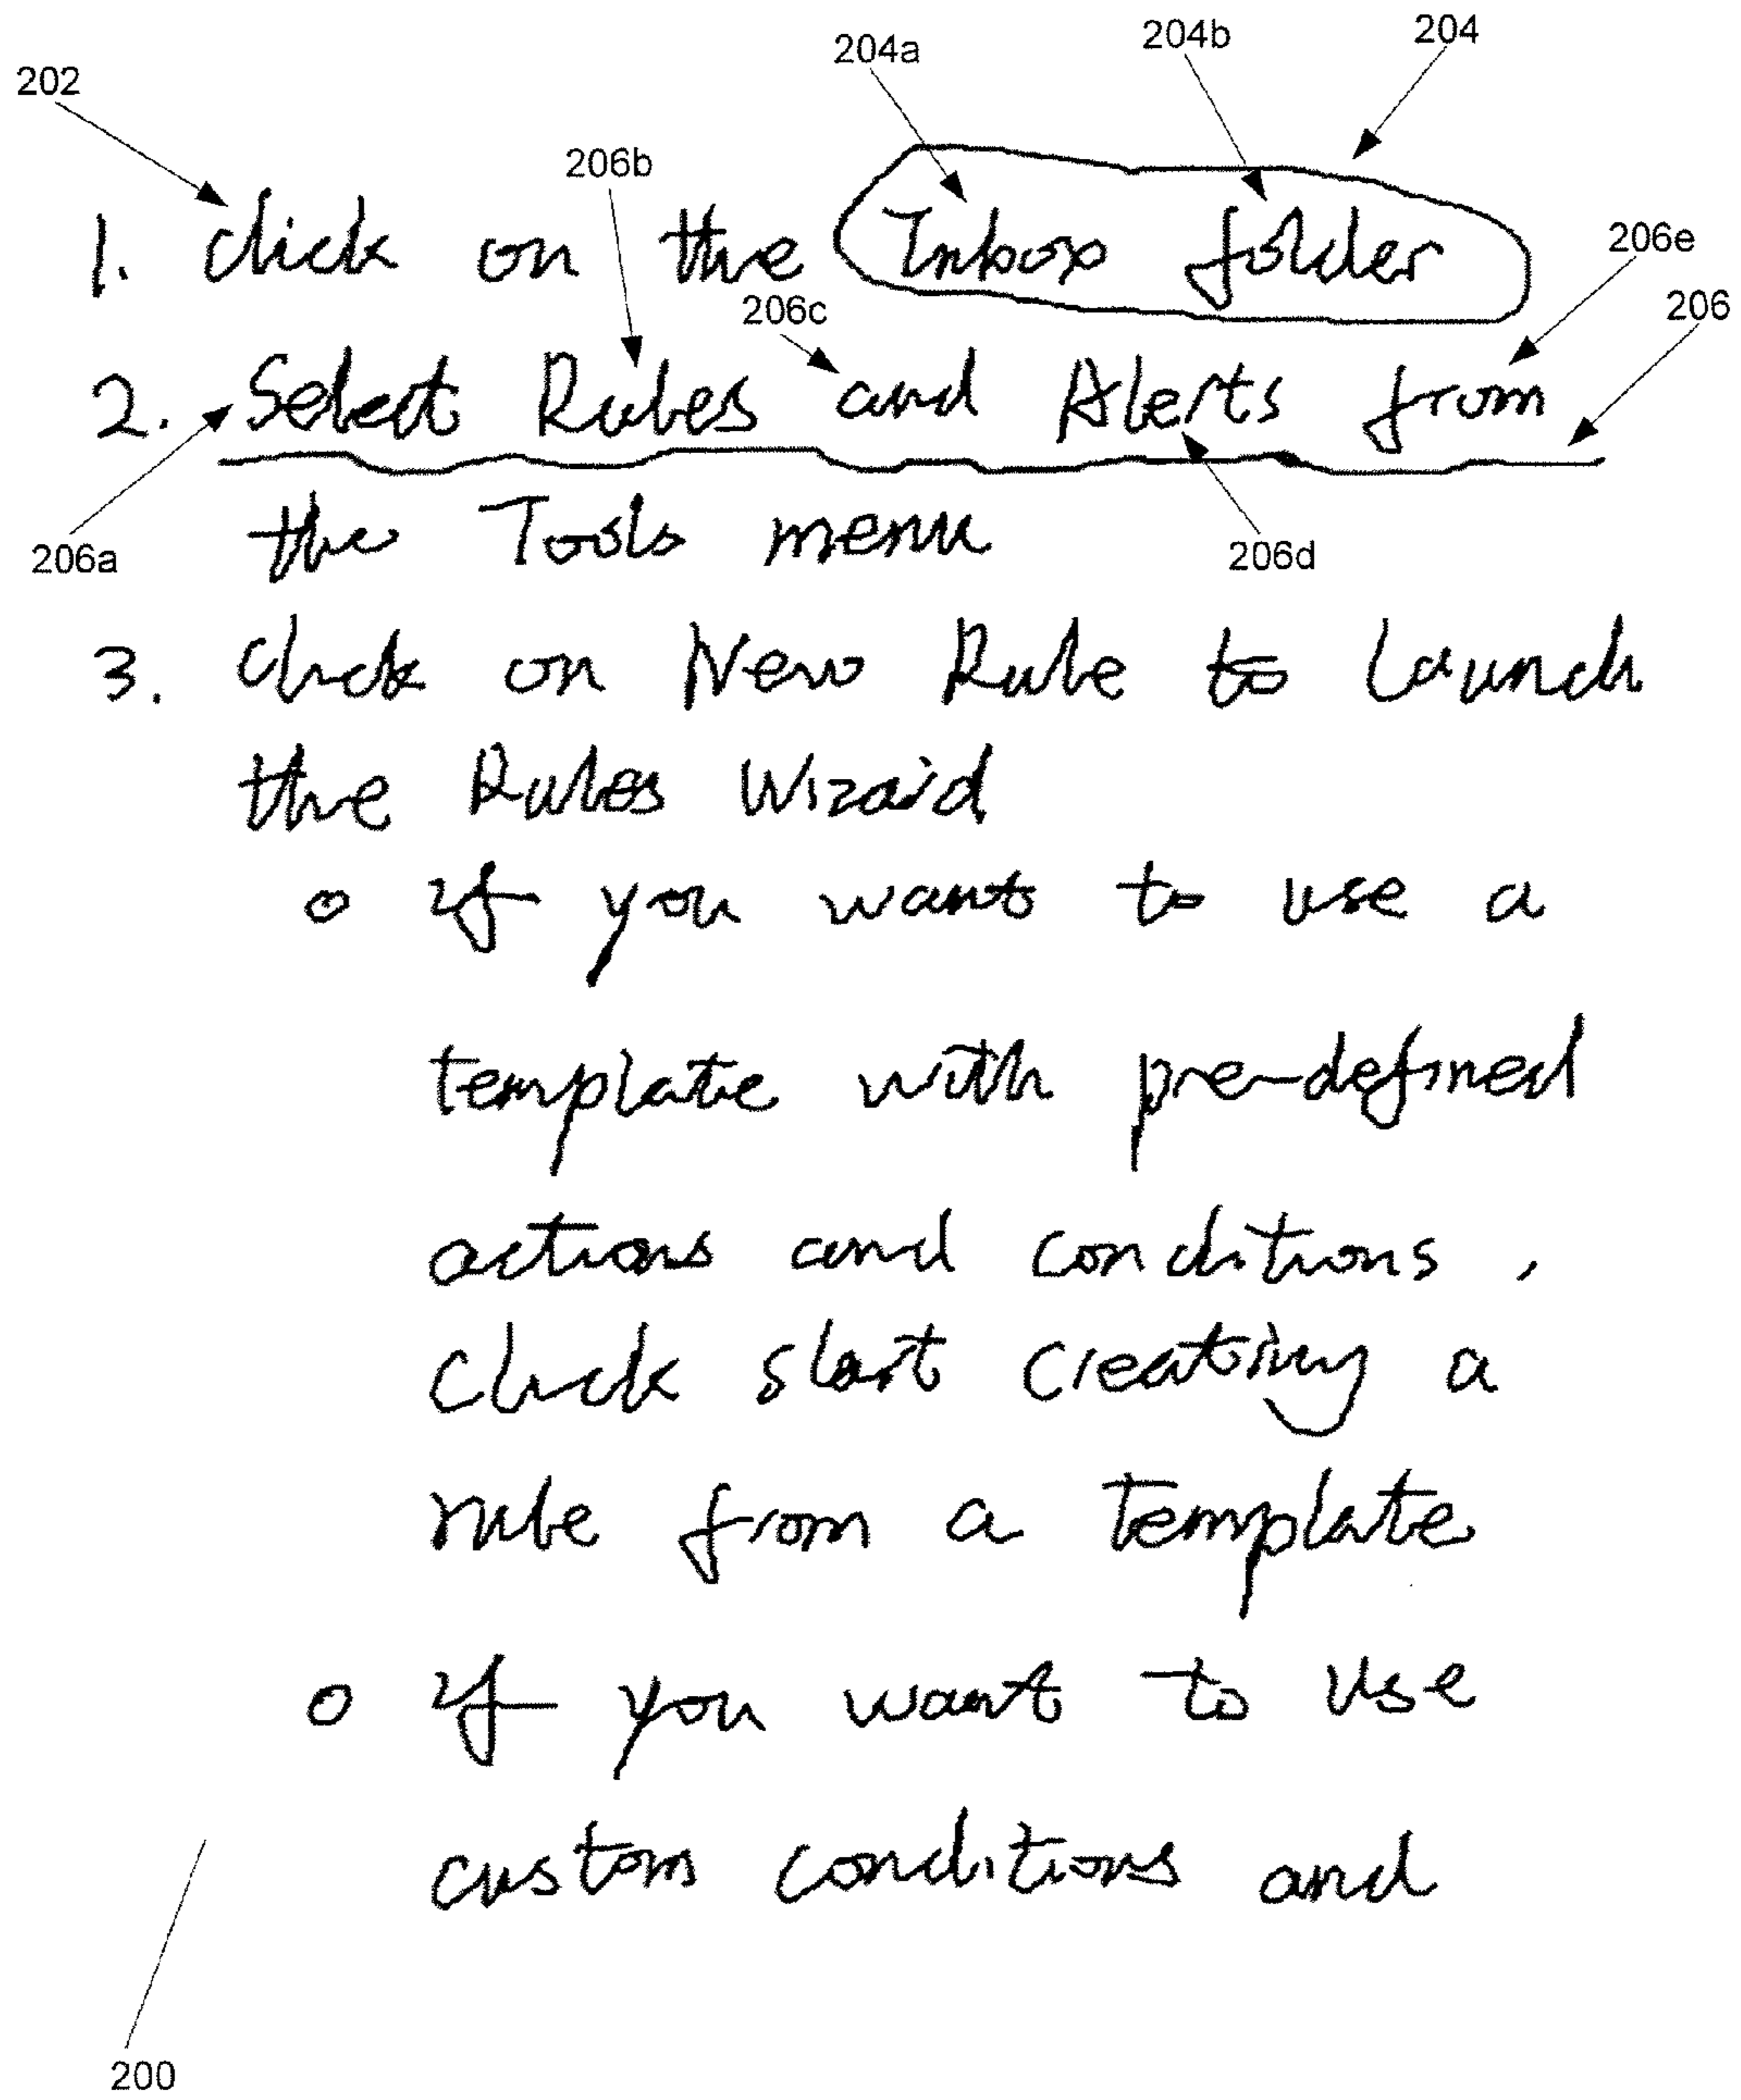 204a 204b 204
202
206b
1. click on the Inbox folder
206e
206c 206
2. Select Rules and Alerts from
206a the Tools menu 206d
3. click on New Rule to Launch
the Rules Wizard
o if you want to use a
template with pre-defined
actions and conditions,
click start creating a
rule from a template
o if you want to use
custom conditions and
200